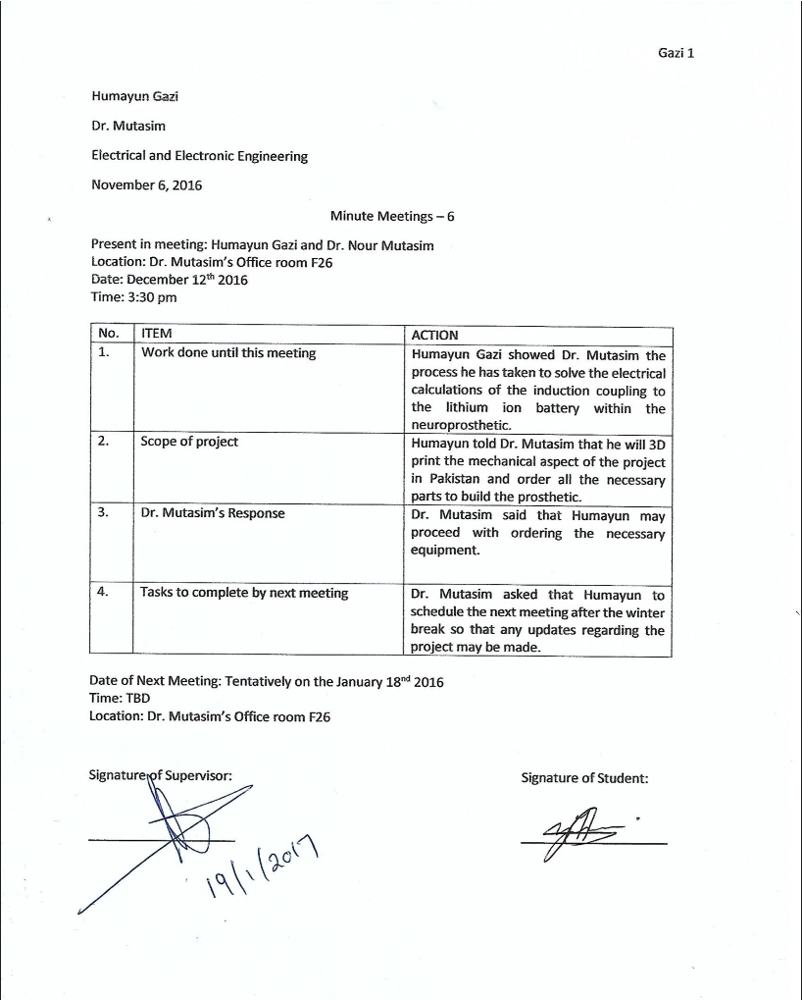 Gazi 1
Humayun Gazi
Dr. Mutasim
Electrical and Electronic Engineering
November 6, 2016
Minute Meetings – 6
Present in meeting: Humayun Gazi and Dr. Nour Mutasim
Location: Dr. Mutasim's Office room F26
Date: December 12th 2016
Time: 3:30 pm
No. ITEM ACTION
1. Work done until this meeting Humayun Gazi showed Dr. Mutasim the
process he has taken to solve the electrical
calculations of the induction coupling to
the lithium ion battery within the
neuroprosthetic.
2. Scope of project Humayun told Dr. Mutasim that he will 3D
print the mechanical aspect of the project
in Pakistan and order all the necessary
parts to build the prosthetic.
3. Dr. Mutasim's Response Dr. Mutasim said that Humayun may
proceed with ordering the necessary
equipment.
4. Tasks to complete by next meeting Dr. Mutasim asked that Humayun to
schedule the next meeting after the winter
break so that any updates regarding the
project may be made.
Date of Next Meeting: Tentatively on the January 18nd 2016
Time: TBD
Location: Dr. Mutasim's Office room F26
Signature of Supervisor: Signature of Student:
19/1/2017